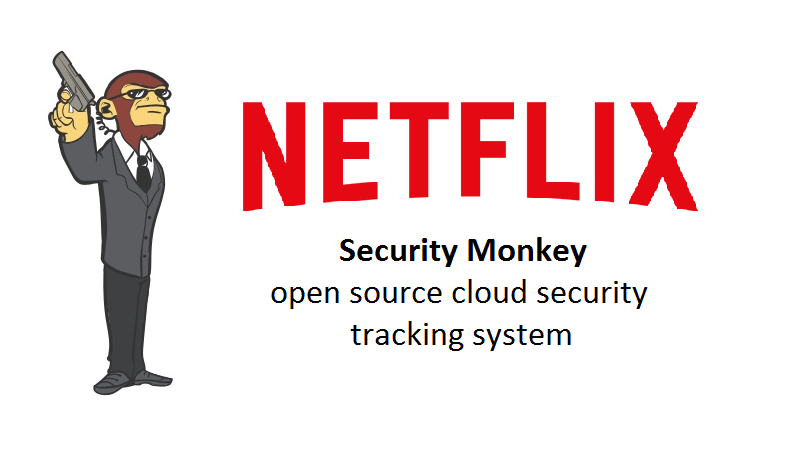 NETFLIX
Security Monkey
open source cloud security
tracking system